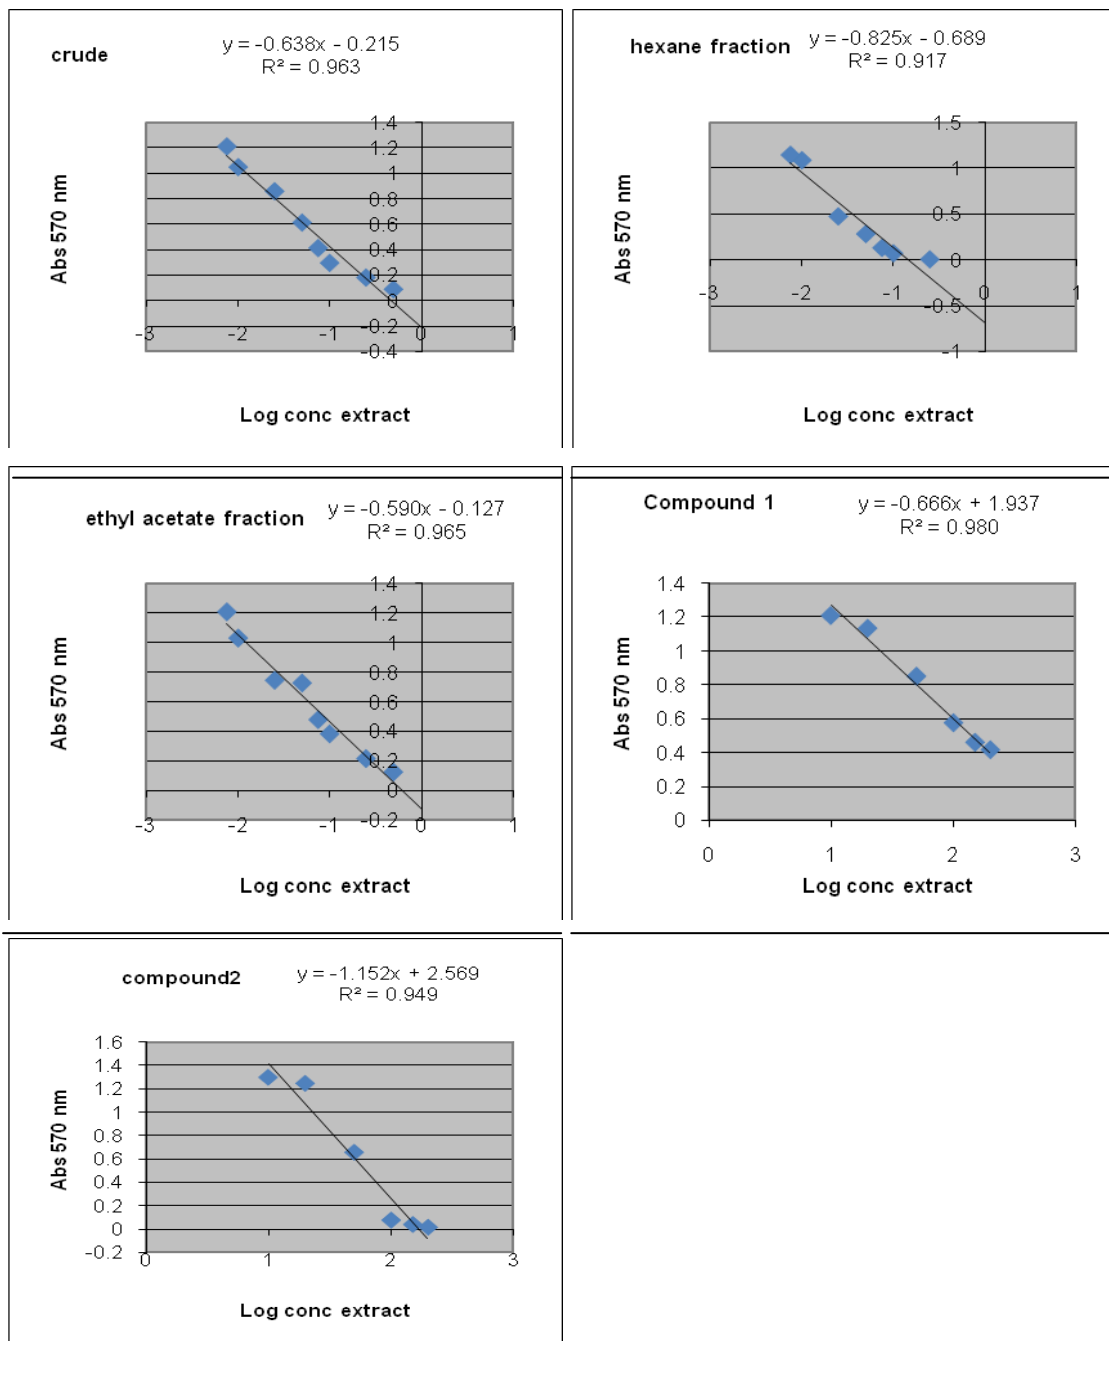 crude
y = -0.638x - 0.215
R² = 0.963
1.4
1.2
1
0.8
0.6
0.4
0.2
0
-0.2
-0.4
-3
-2
-1
0
1
Abs 570 nm
Log conc extract
hexane fraction
y = -0.825x - 0.689
R² = 0.917
1.5
1
0.5
0
-0.5
-1
-3
-2
-1
0
1
Abs 570 nm
Log conc extract
ethyl acetate fraction
y = -0.590x - 0.127
R² = 0.965
1.4
1.2
1
0.8
0.6
0.4
0.2
0
-0.2
-3
-2
-1
0
1
Abs 570 nm
Log conc extract
Compound 1
y = -0.666x + 1.937
R² = 0.980
1.4
1.2
1
0.8
0.6
0.4
0.2
0
0
1
2
3
Abs 570 nm
Log conc extract
compound2
y = -1.152x + 2.569
R² = 0.949
1.6
1.4
1.2
1
0.8
0.6
0.4
0.2
0
-0.2
0
1
2
3
Abs 570 nm
Log conc extract